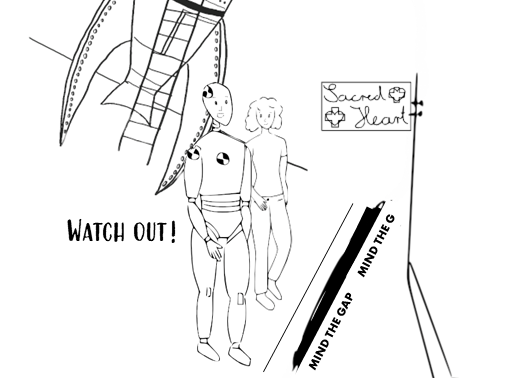 Sacred
Heart
WATCH OUT!
MIND THE GAP
MIND THE G